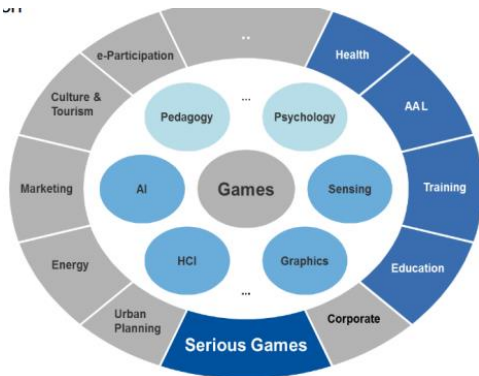 ..
e-Participation
Health
Culture &
Tourism
AAL
...
Pedagogy
Psychology
Marketing
AI
Games
Sensing
Training
Energy
HCI
Graphics
Education
...
Urban
Planning
Serious Games
Corporate